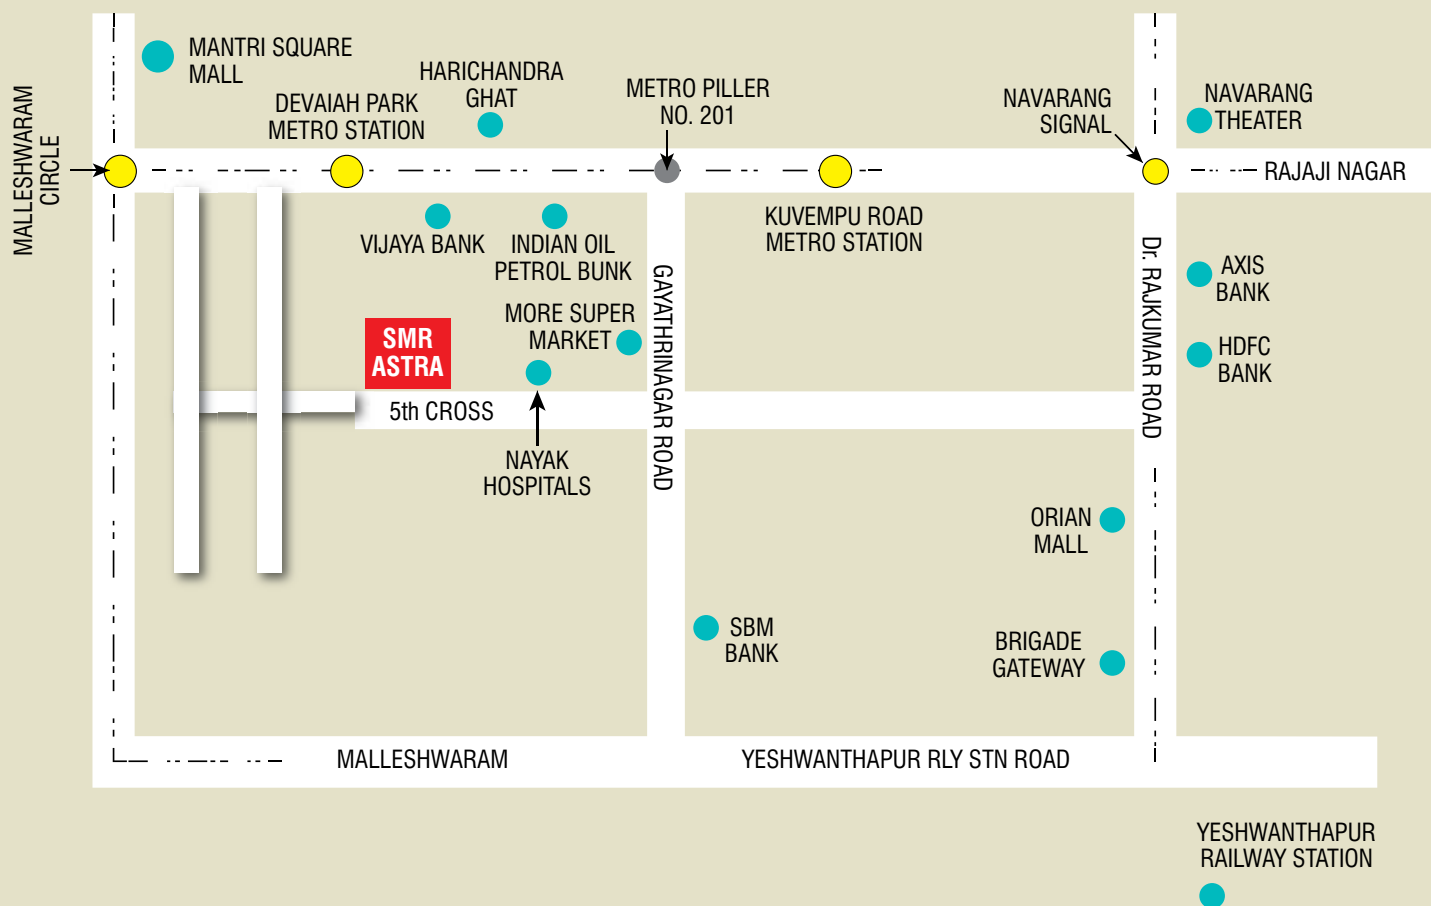 MANTRI SQUARE
MALL
HARICHANDRA
GHAT
DEVAIAH PARK
METRO STATION
METRO PILLER
NO. 201
NAVARANG
SIGNAL
NAVARANG
THEATER
MALLESHWARAM
CIRCLE
RAJAJI NAGAR
VIJAYA BANK
INDIAN OIL
PETROL BUNK
KUVEMPU ROAD
METRO STATION
GAYATHRINAGAR ROAD
Dr. RAJKUMAR ROAD
AXIS
BANK
MORE SUPER
MARKET
SMR
ASTRA
HDFC
BANK
5th CROSS
NAYAK
HOSPITALS
ORIAN
MALL
SBM
BANK
BRIGADE
GATEWAY
MALLESHWARAM
YESHWANTHAPUR RLY STN ROAD
YESHWANTHAPUR
RAILWAY STATION